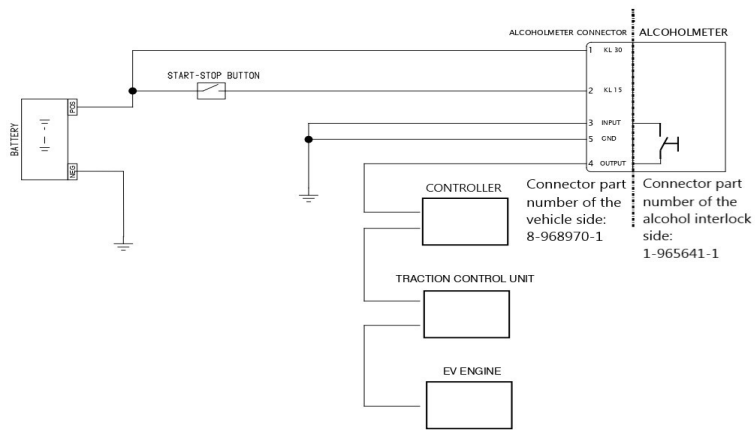 ALCOHOLMETER CONNECTOR
ALCOHOLMETER
1 KL 30
START-STOP BUTTON
2 KL 15
POS
BATTERY
NEG
3 INPUT
5 GND
4 OUTPUT
CONTROLLER
Connector part
number of the
vehicle side:
8-968970-1
Connector part
number of the
alcohol interlock
side:
1-965641-1
TRACTION CONTROL UNIT
EV ENGINE